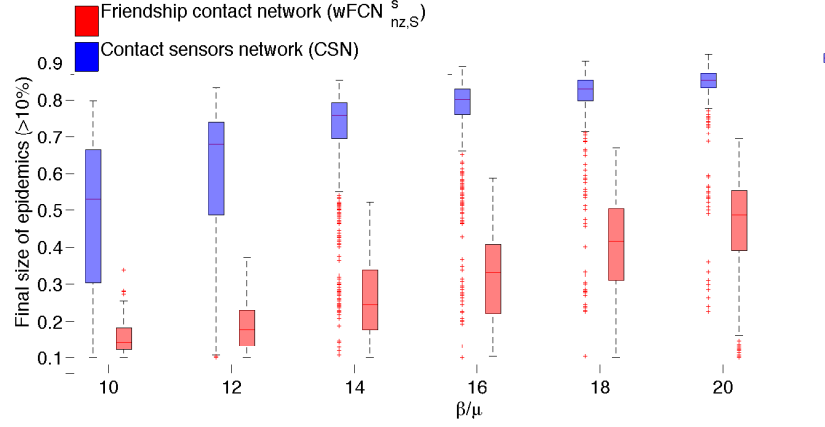 Friendship contact network (wFCN s nz,S)
Contact sensors network (CSN)
Final size of epidemics (>10%)
0.9
0.8
0.7
0.6
0.5
0.4
0.3
0.2
0.1
10 12 14 16 18 20
β/μ